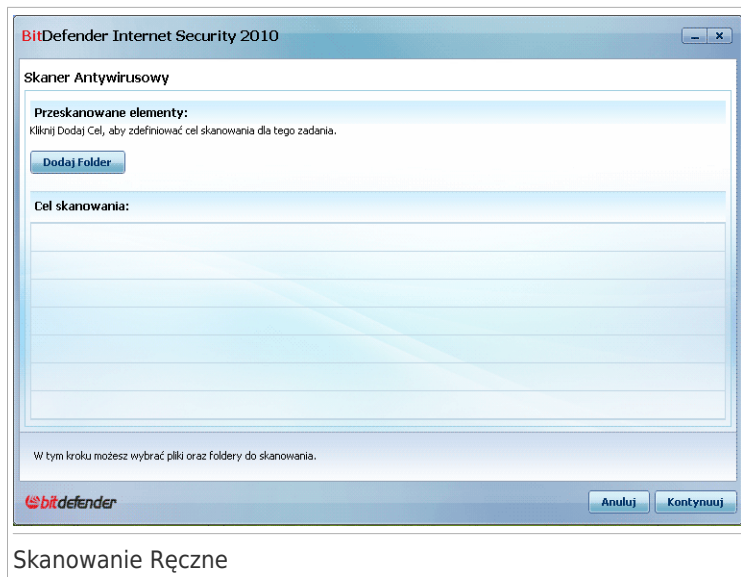 BitDefender Internet Security 2010
Skaner Antywirusowy
Przeskanowane elementy:
Kliknij Dodaj Cel, aby zdefiniować cel skanowania dla tego zadania.
Dodaj Folder
Cel skanowania:
W tym kroku możesz wybrać pliki oraz foldery do skanowania.
bitdefender
Anuluj
Kontynuuj
Skanowanie Ręczne